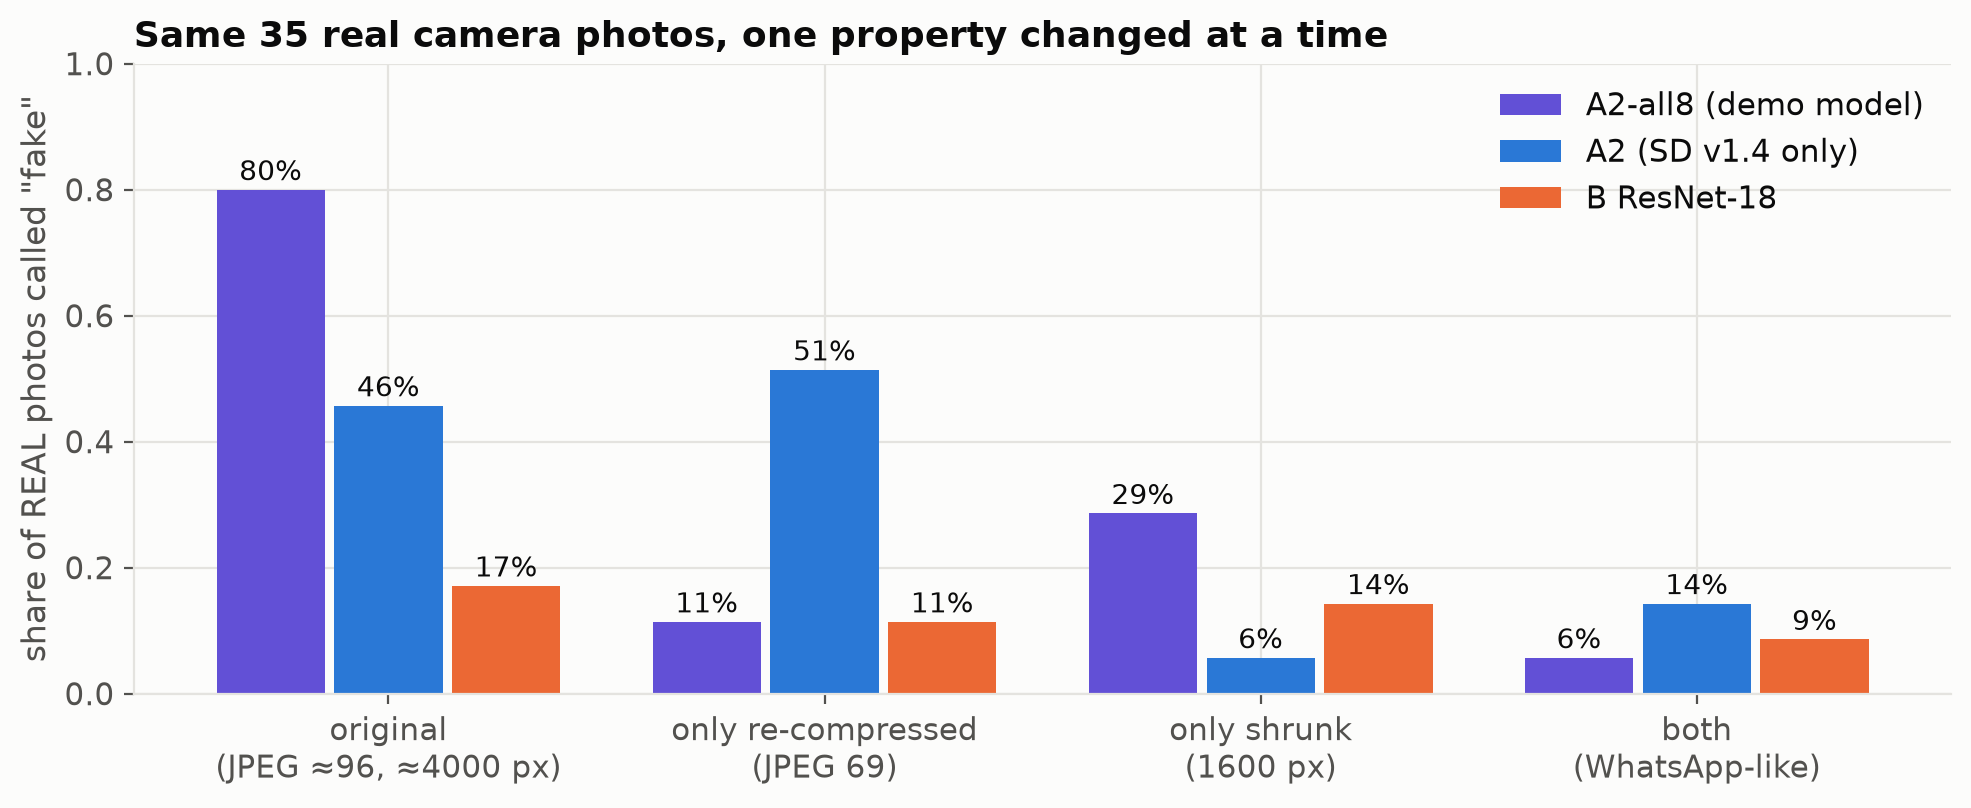 Same 35 real camera photos, one property changed at a time
share of REAL photos called "fake"
1.0
0.8
0.6
0.4
0.2
0.0
A2-all8 (demo model)
A2 (SD v1.4 only)
B ResNet-18
80%
46%
17%
11%
51%
11%
29%
6%
14%
6%
14%
9%
original
(JPEG ≈96, ≈4000 px)
only re-compressed
(JPEG 69)
only shrunk
(1600 px)
both
(WhatsApp-like)